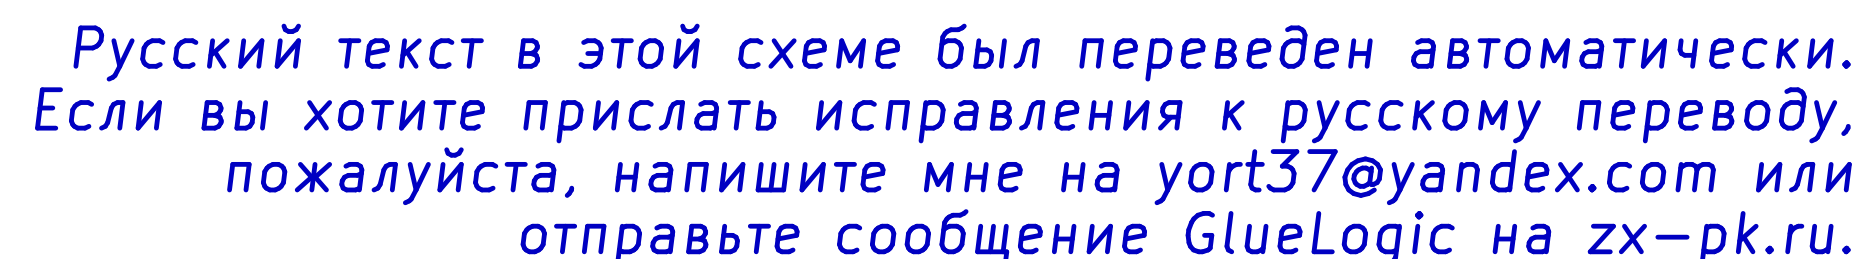 Русский текст в этой схеме был переведен автоматически.
Если вы хотите прислать исправления к русскому переводу,
пожалуйста, напишите мне на yort37@yandex.com или
отправьте сообщение GlueLogic на zx-pk.ru.